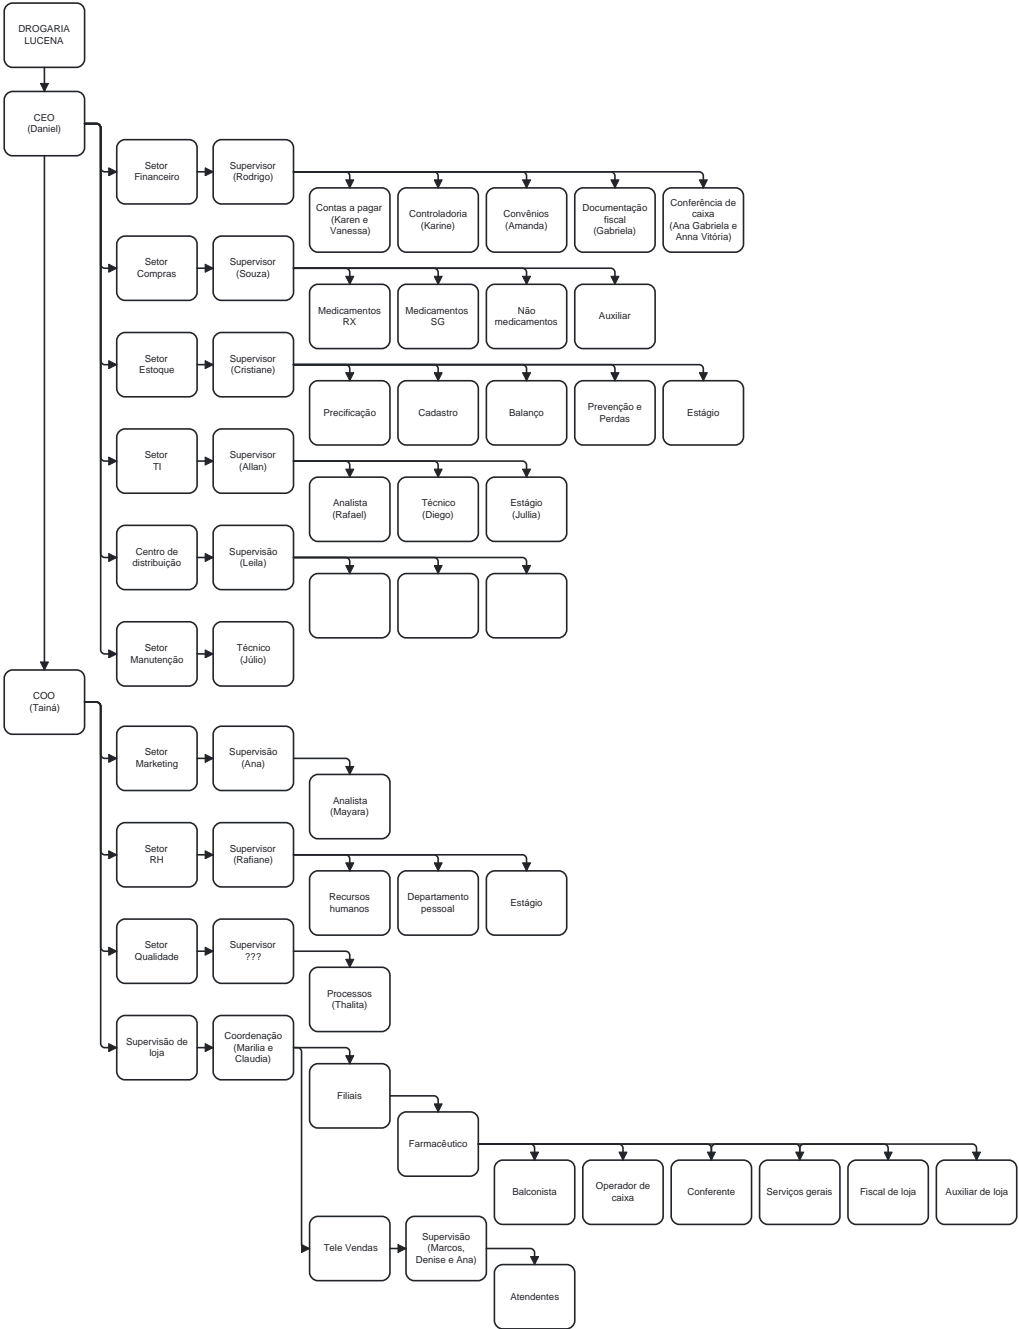 DROGARIA
LUCENA
CEO
(Daniel)
Setor
Financeiro
Supervisor
(Rodrigo)
Contas a pagar
(Karen e
Vanessa)
Controladoria
(Karine)
Convênios
(Amanda)
Documentação
fiscal
(Gabriela)
Conferência de
caixa
(Ana Gabriela e
Anna Vitória)
Setor
Compras
Supervisor
(Souza)
Medicamentos
RX
Medicamentos
SG
Não
medicamentos
Auxiliar
Setor
Estoque
Supervisor
(Cristiane)
Precificação
Cadastro
Balanço
Prevenção e
Perdas
Estágio
Setor
TI
Supervisor
(Allan)
Analista
(Rafael)
Técnico
(Diego)
Estágio
(Jullia)
Centro de
distribuição
Supervisão
(Leila)
Setor
Manutenção
Técnico
(Júlio)
COO
(Tainá)
Setor
Marketing
Supervisão
(Ana)
Analista
(Mayara)
Setor
RH
Supervisor
(Rafiane)
Recursos
humanos
Departamento
pessoal
Estágio
Setor
Qualidade
Supervisor
???
Processos
(Thalita)
Supervisão de
loja
Coordenação
(Marilia e
Claudia)
Filiais
Farmacêutico
Balconista
Operador de
caixa
Conferente
Serviços gerais
Fiscal de loja
Auxiliar de loja
Tele Vendas
Supervisão
(Marcos,
Denise e Ana)
Atendentes